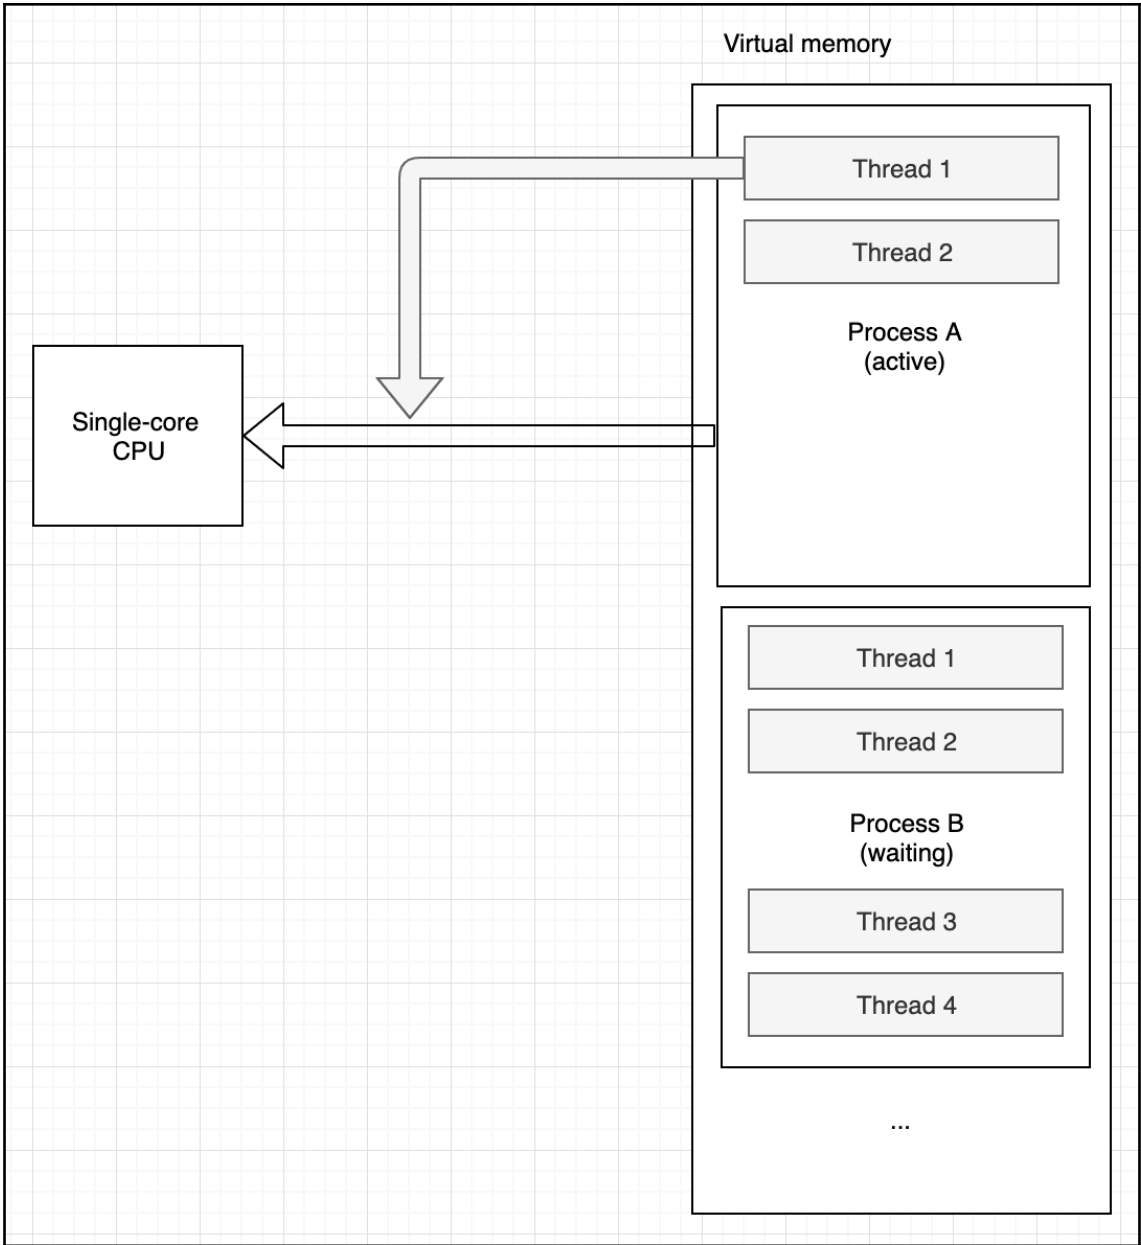 Virtual memory
Thread 1
Thread 2
Process A
(active)
Single-core
CPU
Thread 1
Thread 2
Process B
(waiting)
Thread 3
Thread 4
...